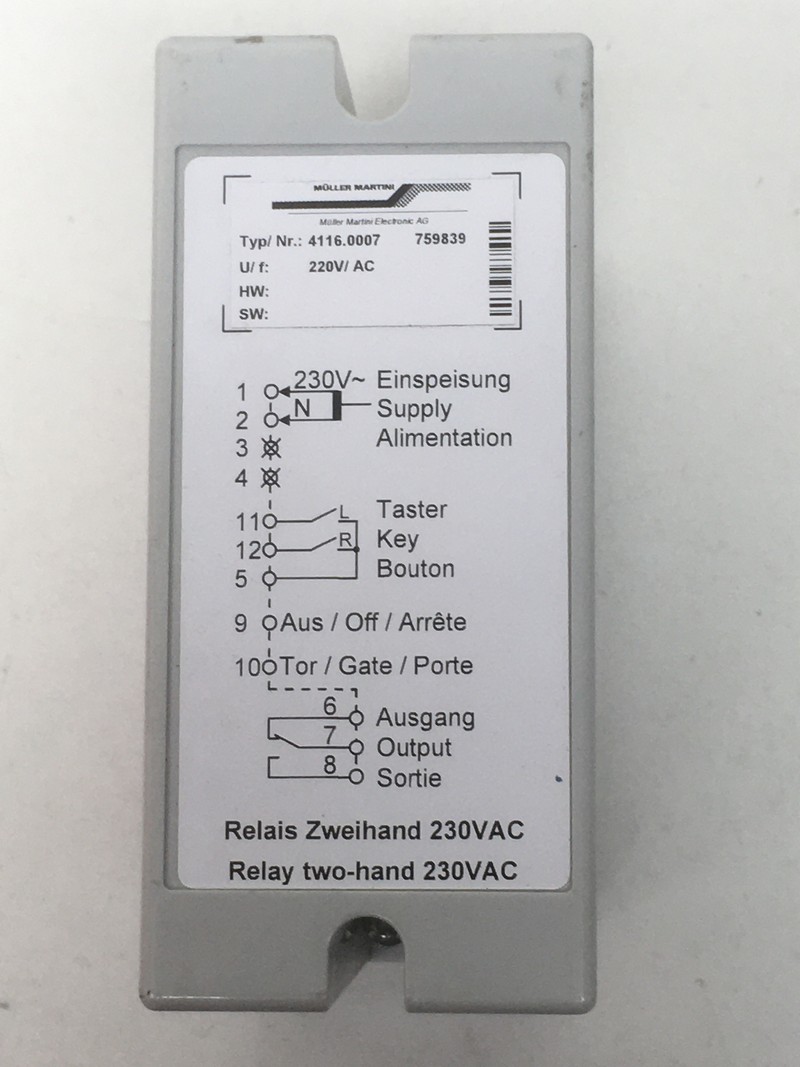 MÜLLER MARTINI
Müller Martini Electronic AG
Typ/ Nr.: 4116.0007 759839
U/ f: 220V/ AC
HW:
SW:
1 230V~ Einspeisung
2 N Supply
Alimentation
3
4
11 L Taster
12 R Key
5 Bouton
9 Aus / Off / Arrête
10 Tor / Gate / Porte
6 Ausgang
7 Output
8 Sortie
Relais Zweihand 230VAC
Relay two-hand 230VAC